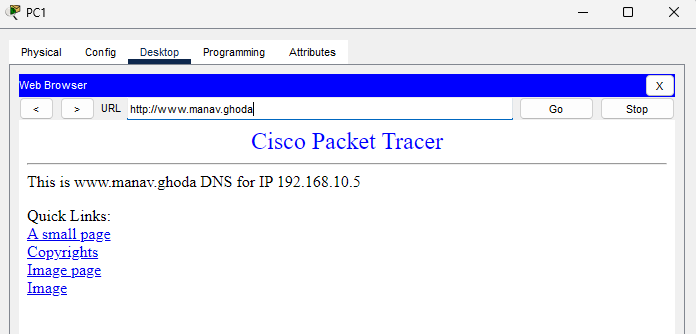 PC1
Physical Config Desktop Programming Attributes
Web Browser X
< > URL http://www.manav.ghoda Go Stop
Cisco Packet Tracer
This is www.manav.ghoda DNS for IP 192.168.10.5
Quick Links:
A small page
Copyrights
Image page
Image